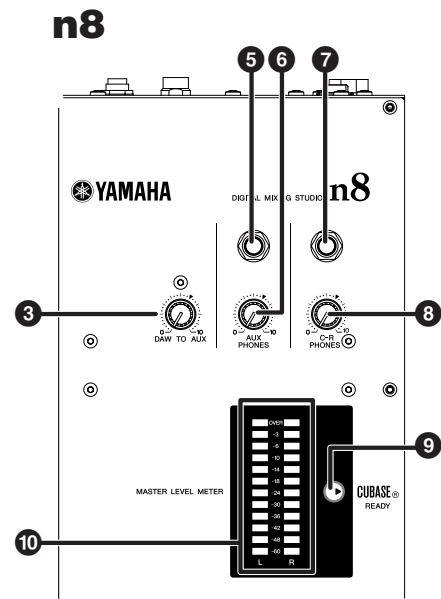 n8
5 6 7
YAMAHA
DIGITAL MIXING STUDIO n8
3
8
0 10
DAW TO AUX
0 10
AUX
PHONES
0 10
C-R
PHONES
OVER
-3
-6
-10
-14
-18
-24
-30
-36
-42
-48
-60
L R
MASTER LEVEL METER
9
CUBASE®
READY
10